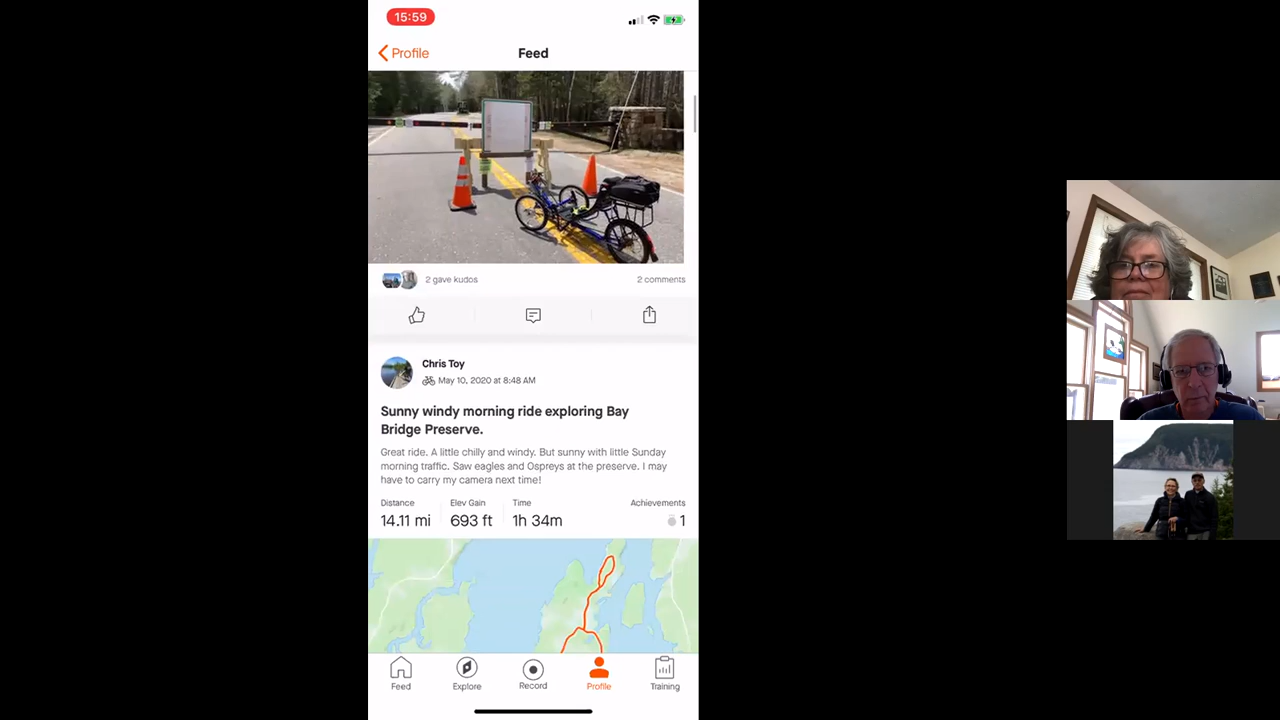 15:59
Profile
Feed
2 gave kudos
2 comments
Chris Toy
May 10, 2020 at 8:48 AM
Sunny windy morning ride exploring Bay
Bridge Preserve.
Great ride. A little chilly and windy. But sunny with little Sunday
morning traffic. Saw eagles and Ospreys at the preserve. I may
have to carry my camera next time!
Distance
Elev Gain
Time
Achievements
14.11 mi
693 ft
1h 34m
1
Feed
Explore
Record
Profile
Training